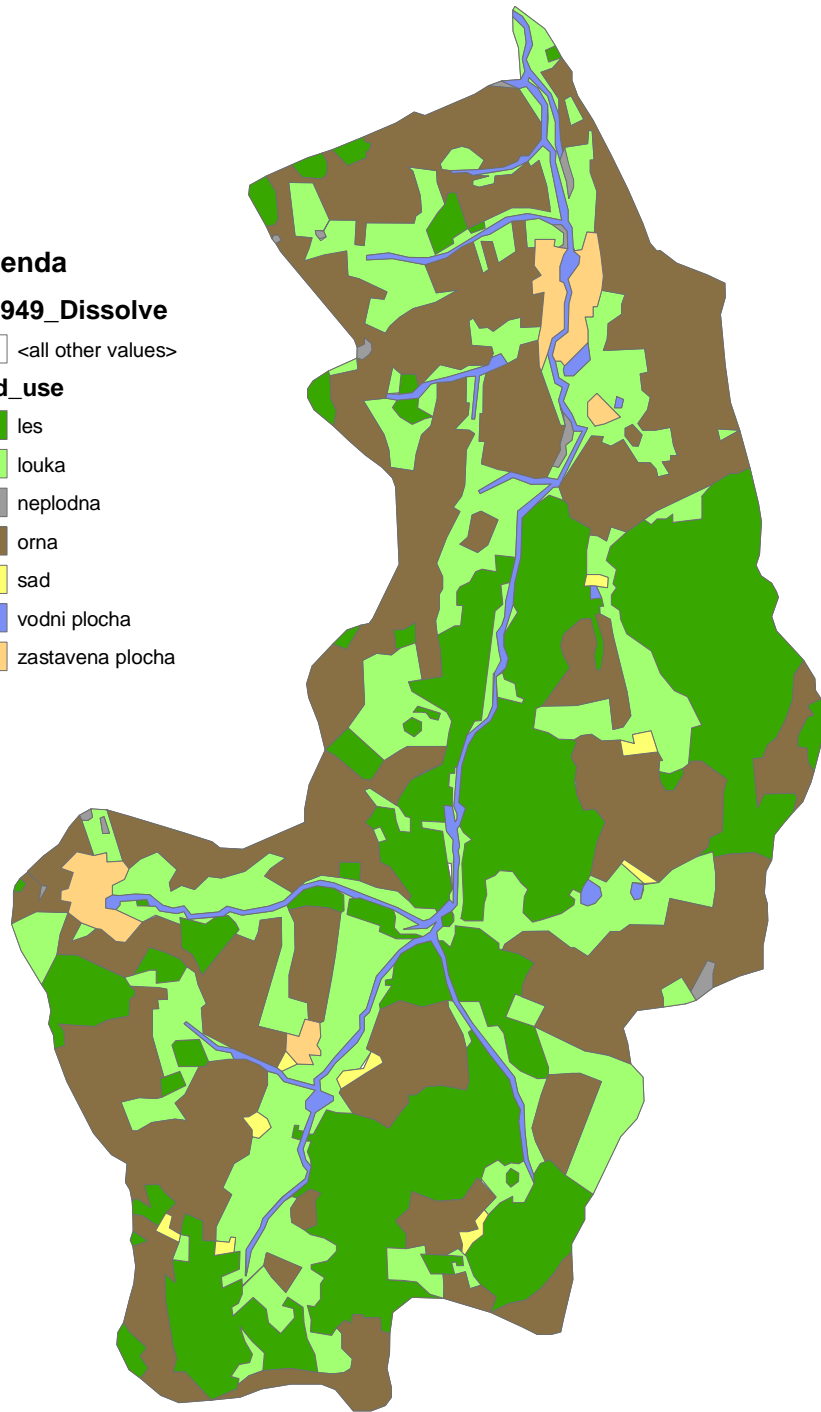 enda
949_Dissolve
<all other values>
d_use
les
louka
neplodna
orna
sad
vodni plocha
zastavena plocha